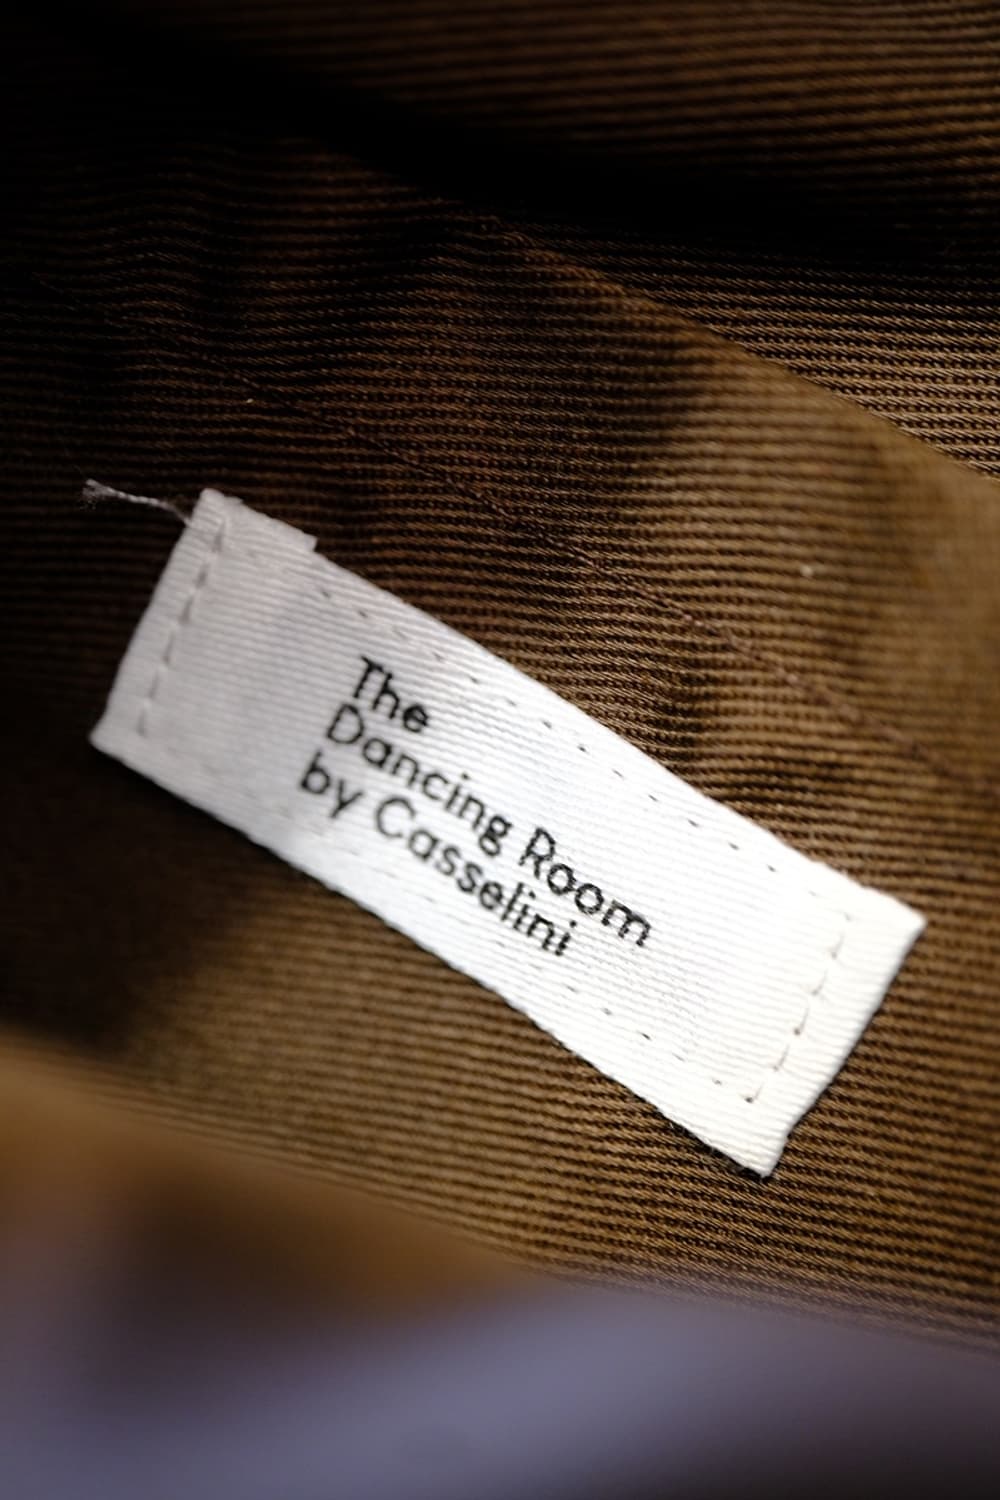 The
Dancing Room
by Casselini